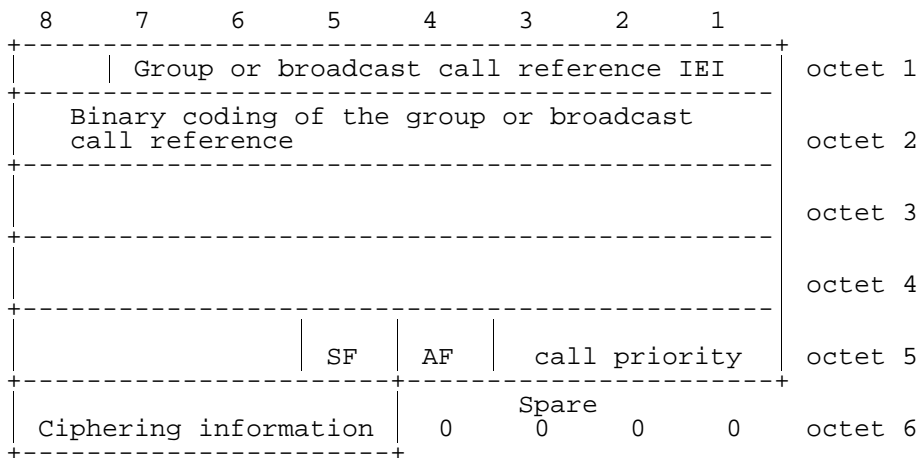 8 7 6 5 4 3 2 1
Group or broadcast call reference IEI octet 1
Binary coding of the group or broadcast
call reference octet 2
octet 3
octet 4
SF AF call priority octet 5
Spare
Ciphering information 0 0 0 0 octet 6